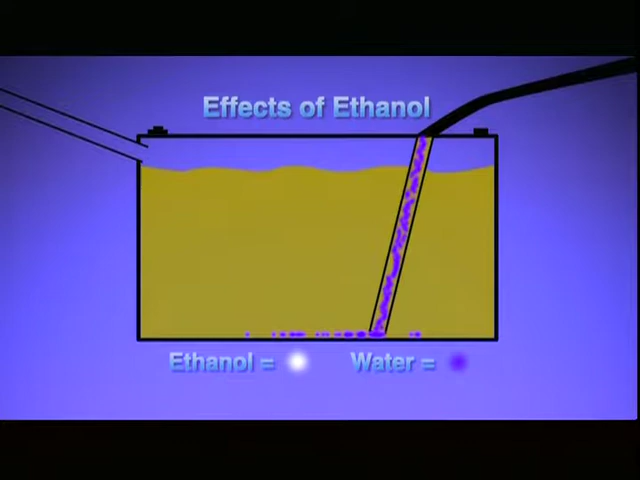 Effects of Ethanol
Ethanol = Water =